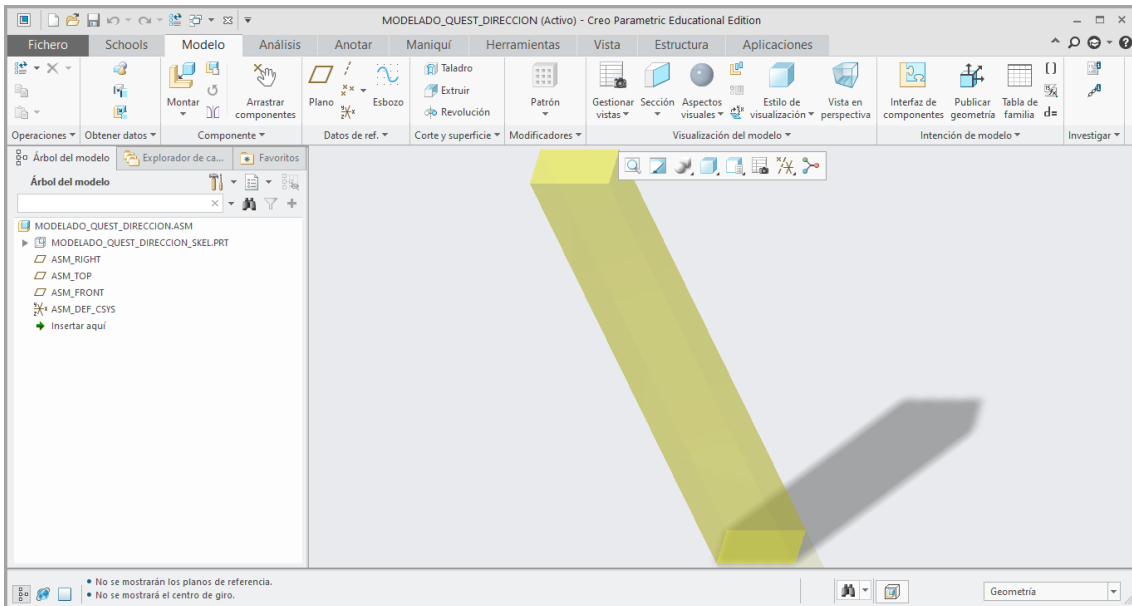 MODELADO_QUEST_DIRECCION (Activo) - Creo Parametric Educational Edition
Fichero Schools Modelo Análisis Anotar Maniquí Herramientas Vista Estructura Aplicaciones
Montar
Arrastrar componentes
Plano
Esbozo
Taladro
Extruir
Revolución
Patrón
Gestionar vistas
Sección
Aspectos visuales
Estilo de visualización
Vista en perspectiva
Interfaz de componentes
Publicar geometría
Tabla de familia
d=
Operaciones Obtener datos Componente Datos de ref. Corte y superficie Modificadores Visualización del modelo Intención de modelo Investigar
Árbol del modelo Explorador de ca... Favoritos
Árbol del modelo
MODELADO_QUEST_DIRECCION.ASM
MODELADO_QUEST_DIRECCION_SKEL.PRT
ASM_RIGHT
ASM_TOP
ASM_FRONT
ASM_DEF_CSYS
Insertar aquí
• No se mostrarán los planos de referencia.
• No se mostrará el centro de giro.
Geometría